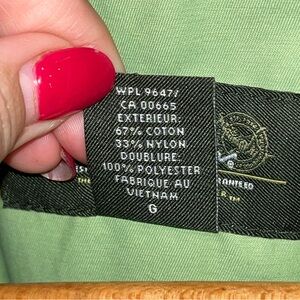 WPL 9647/
CA 00665
EXTERIEUR:
67% COTON
33% NYLON
DOUBLURE:
100% POLYESTER
FABRIQUE AU
VIETNAM
G